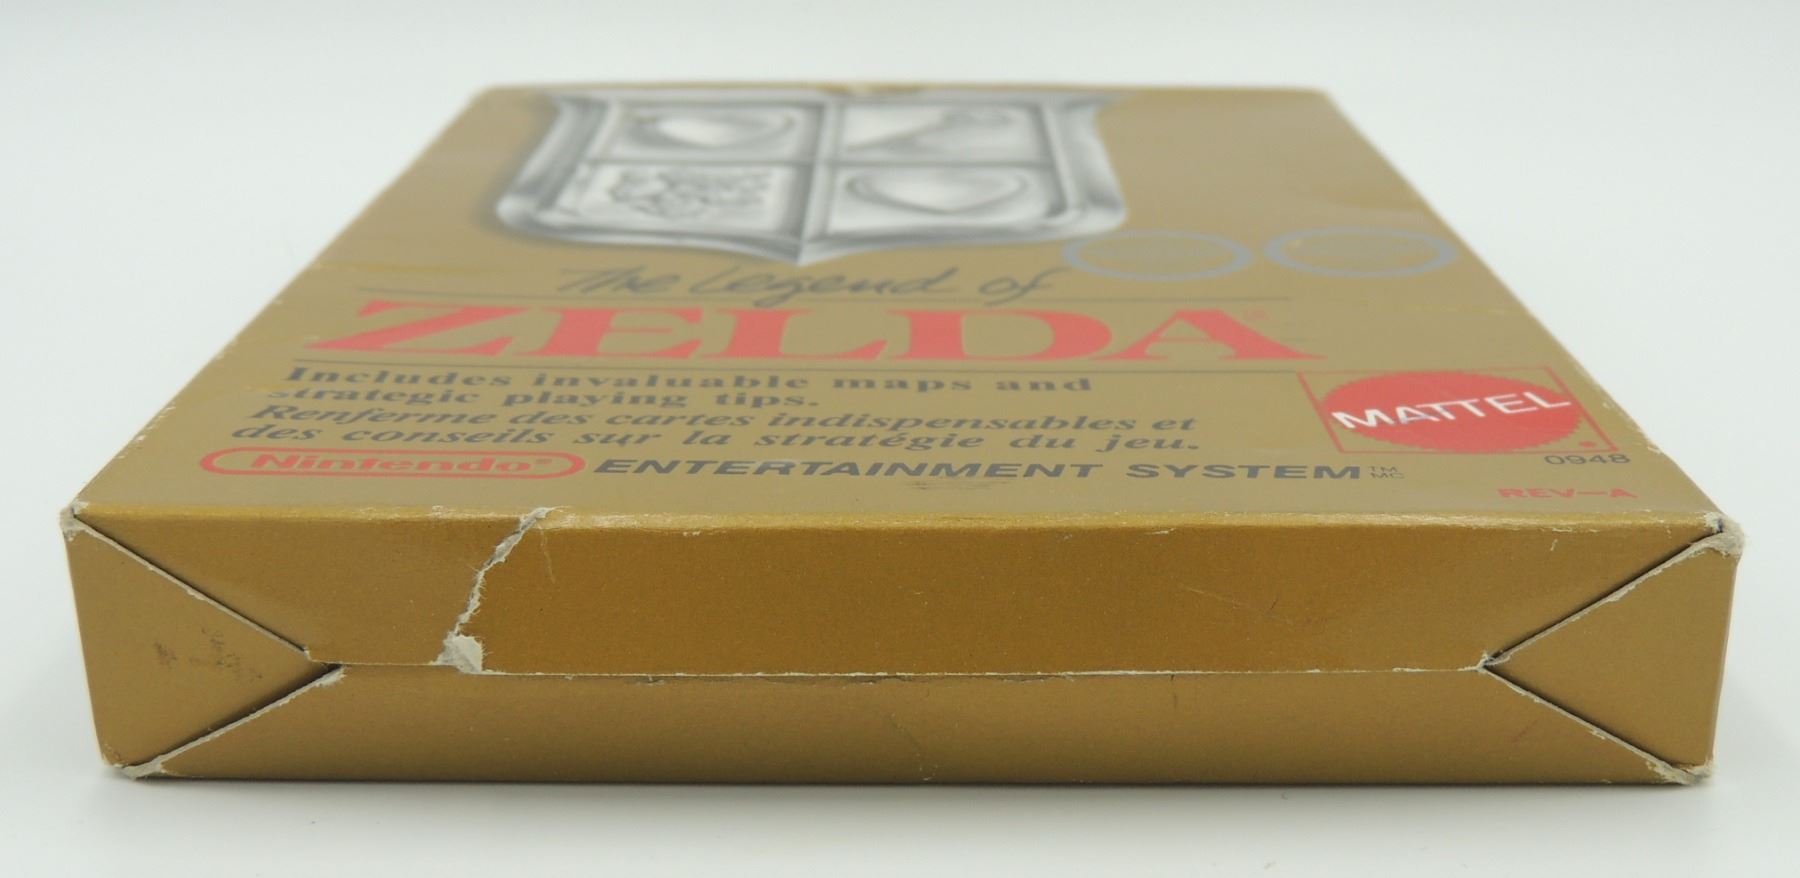 The Legend of
ZELDA®
Includes invaluable maps and
strategic playing tips.
Renferme des cartes indispensables et
des conseils sur la stratégie du jeu.
Nintendo® ENTERTAINMENT SYSTEM TM MC
MATTEL
0948
REV-A